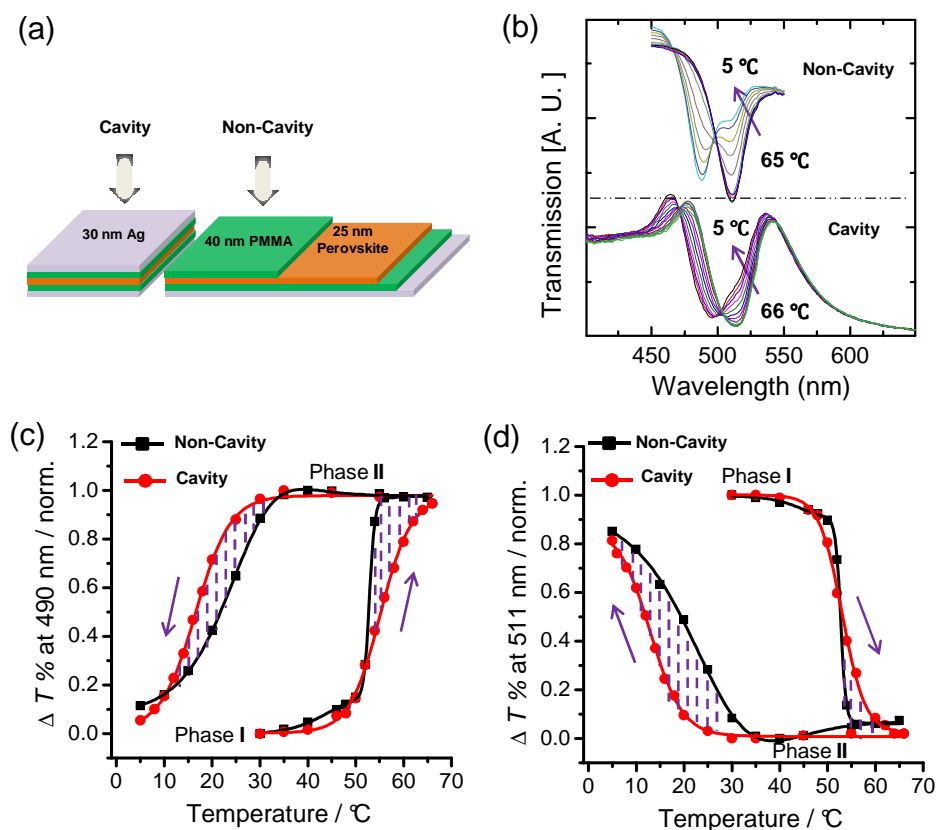 (a)
Cavity
Non-Cavity
30 nm Ag
40 nm PMMA
25 nm
Perovskite
(b)
Transmission [A. U.]
5 ℃
Non-Cavity
65 ℃
5 ℃
Cavity
66 ℃
450 500 550 600
Wavelength (nm)
(c)
Non-Cavity
Cavity
Phase II
Phase I
Δ T % at 490 nm / norm.
1.2
1.0
0.8
0.6
0.4
0.2
0.0
0 10 20 30 40 50 60 70
Temperature / ℃
(d)
Non-Cavity
Cavity
Phase I
Phase II
Δ T % at 511 nm / norm.
1.2
1.0
0.8
0.6
0.4
0.2
0.0
0 10 20 30 40 50 60 70
Temperature / ℃